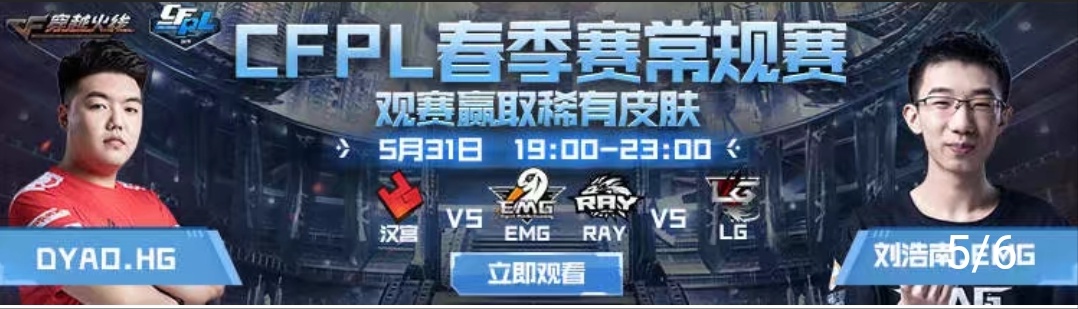 穿越火线
CFPL
CFPL春季赛常规赛
观赛赢取稀有皮肤
5月31日 19:00-23:00
VS
EMG
RAY
VS
LG
汉宫
EMG
RAY
LG
DYAO.HG
立即观看
刘浩南 EMG
5/6